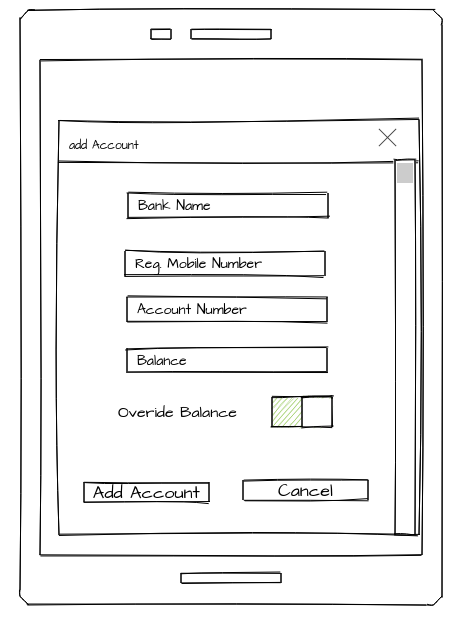 add Account
Bank Name
Reg. Mobile Number
Account Number
Balance
Overide Balance
Add Account
Cancel